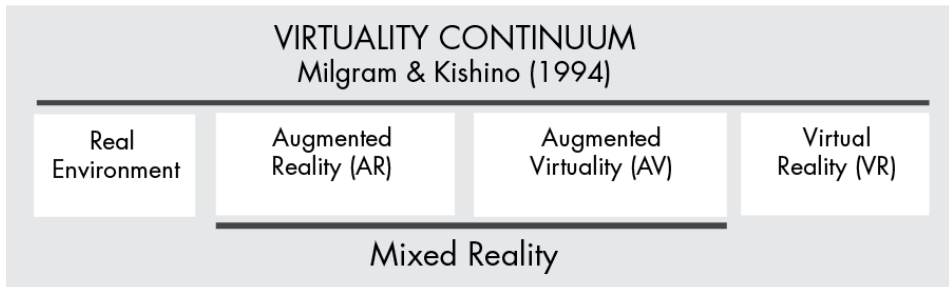 VIRTUALITY CONTINUUM
Milgram & Kishino (1994)
Real
Environment
Augmented
Reality (AR)
Augmented
Virtuality (AV)
Virtual
Reality (VR)
Mixed Reality